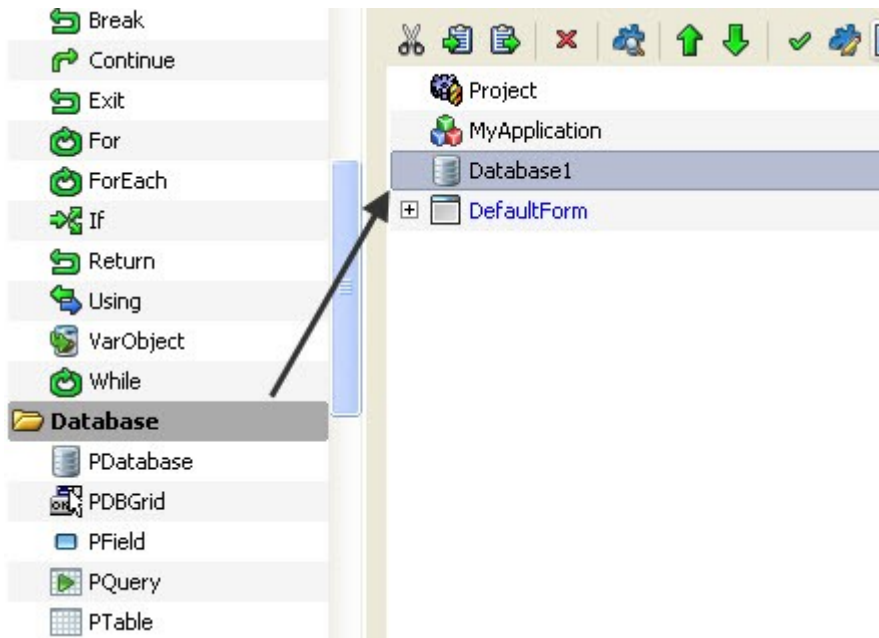 Break
Continue
Exit
For
ForEach
If
Return
Using
VarObject
While
Database
PDatabase
PDBGrid
PField
PQuery
PTable
Project
MyApplication
Database1
DefaultForm